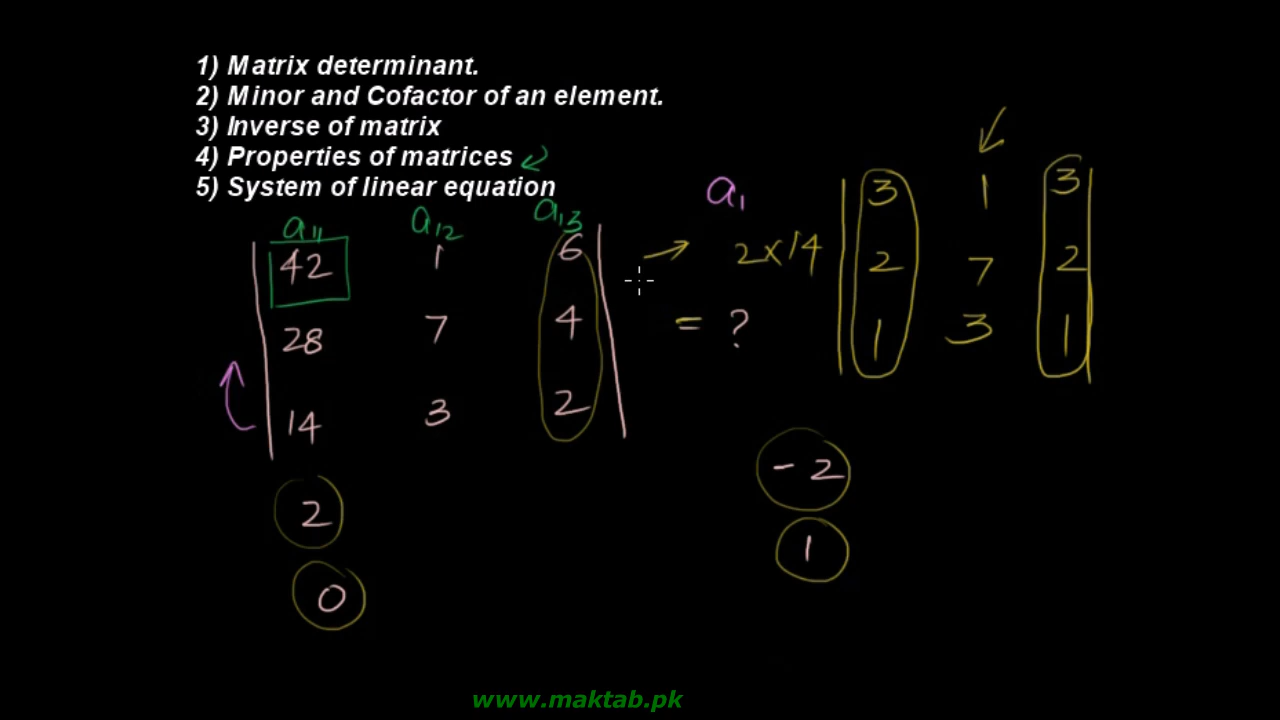 1) Matrix determinant.
2) Minor and Cofactor of an element.
3) Inverse of matrix
4) Properties of matrices
5) System of linear equation
a11 a12 a13
42 1 6
28 7 4
14 3 2
= ?
a1
2×14
3 1 3
2 7 2
1 3 1
2
0
- 2
1
www.maktab.pk